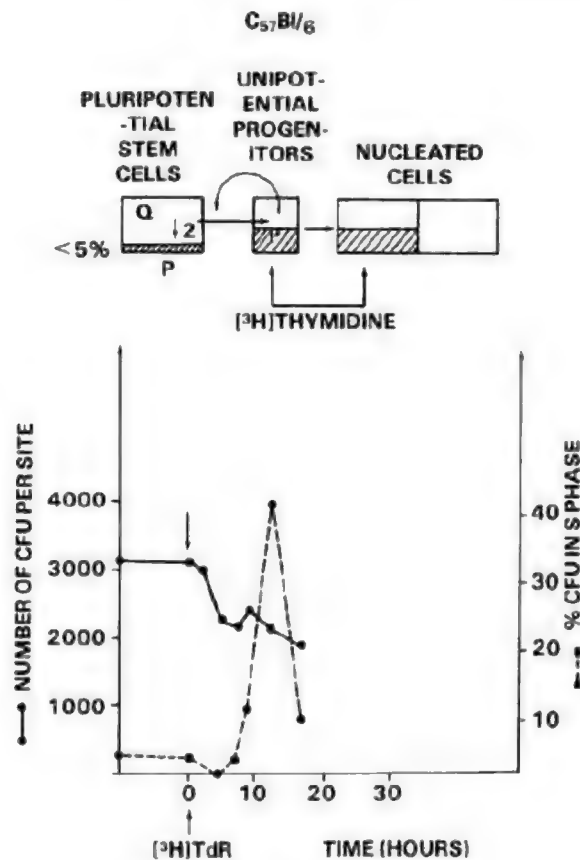 C₅₇Bl/6
PLURIPOTEN
-TIAL
STEM
CELLS
UNIPOT-
ENTIAL
PROGEN-
ITORS
NUCLEATED
CELLS
Q
2
<5%
P
[³H]THYMIDINE
NUMBER OF CFU PER SITE
4000
3000
2000
1000
% CFU IN S PHASE
40
30
20
10
0 10 20 30
[³H]TdR TIME (HOURS)